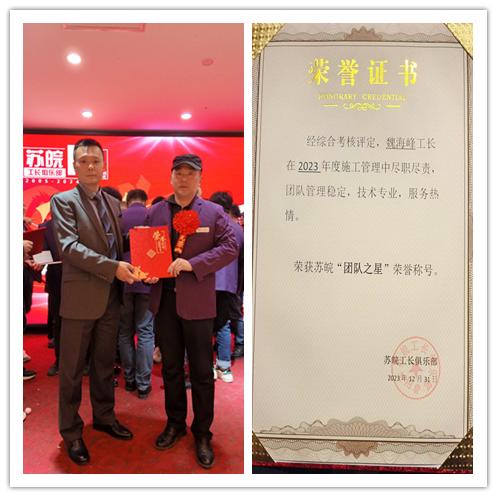 苏皖
工长俱乐部
荣誉证书
HONORARY CREDENTIAL
经综合考核评定，魏海峰工长
在2023年度施工管理中尽职尽责，
团队管理稳定，技术专业，服务热
情。
荣获苏皖“团队之星”荣誉称号。
苏皖工长俱乐部
2023年12月31日